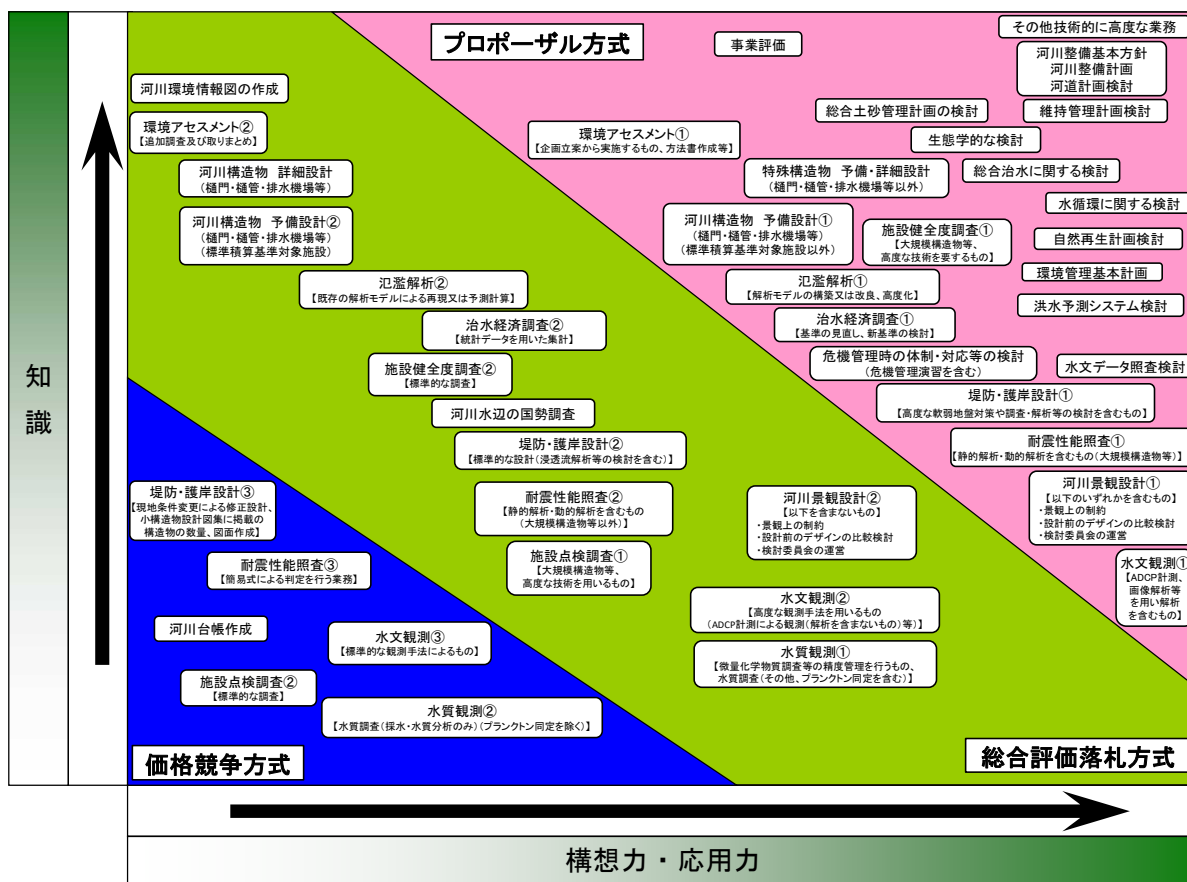 プロポーザル方式
事業評価
その他技術的に高度な業務
河川整備基本方針
河川整備計画
河道計画検討
河川環境情報図の作成
総合土砂管理計画の検討
維持管理計画検討
環境アセスメント②
【追加調査及び取りまとめ】
環境アセスメント①
【企画立案から実施するもの、方法書作成等】
生態学的な検討
河川構造物 詳細設計
(樋門・樋管・排水機場等)
特殊構造物 予備・詳細設計
(樋門・樋管・排水機場等以外)
総合治水に関する検討
水循環に関する検討
河川構造物 予備設計②
(樋門・樋管・排水機場等)
(標準積算基準対象施設)
河川構造物 予備設計①
(樋門・樋管・排水機場等)
(標準積算基準対象施設以外)
施設健全度調査①
【大規模構造物等、
高度な技術を要するもの】
自然再生計画検討
氾濫解析②
【既存の解析モデルによる再現又は予測計算】
氾濫解析①
【解析モデルの構築又は改良、高度化】
環境管理基本計画
洪水予測システム検討
治水経済調査②
【統計データを用いた集計】
治水経済調査①
【基準の見直し、新基準の検討】
施設健全度調査②
【標準的な調査】
危機管理時の体制・対応等の検討
(危機管理演習を含む)
水文データ照査検討
河川水辺の国勢調査
堤防・護岸設計①
【高度な軟弱地盤対策や調査・解析等の検討を含むもの】
堤防・護岸設計②
【標準的な設計(浸透流解析等の検討を含む)】
耐震性能照査①
【静的解析・動的解析を含むもの(大規模構造物等)】
堤防・護岸設計③
【現地条件変更による修正設計、
小構造物設計図集に掲載の
構造物の数量、図面作成】
耐震性能照査②
【静的解析・動的解析を含むもの
(大規模構造物等以外)】
河川景観設計②
【以下を含まないもの】
・景観上の制約
・設計前のデザインの比較検討
・検討委員会の運営
河川景観設計①
【以下のいずれかを含むもの】
・景観上の制約
・設計前のデザインの比較検討
・検討委員会の運営
耐震性能照査③
【簡易式による判定を行う業務】
施設点検調査①
【大規模構造物等、
高度な技術を用いるもの】
水文観測①
【ADCP計測、
画像解析等
を用い解析
を含むもの】
河川台帳作成
水文観測③
【標準的な観測手法によるもの】
水文観測②
【高度な観測手法を用いるもの
(ADCP計測による観測(解析を含まないもの)等)】
施設点検調査②
【標準的な調査】
水質観測①
【微量化学物質調査等の精度管理を行うもの、
水質調査(その他、プランクトン同定を含む)】
水質観測②
【水質調査(採水・水質分析のみ)(プランクトン同定を除く)】
価格競争方式
総合評価落札方式
知
識
構想力・応用力